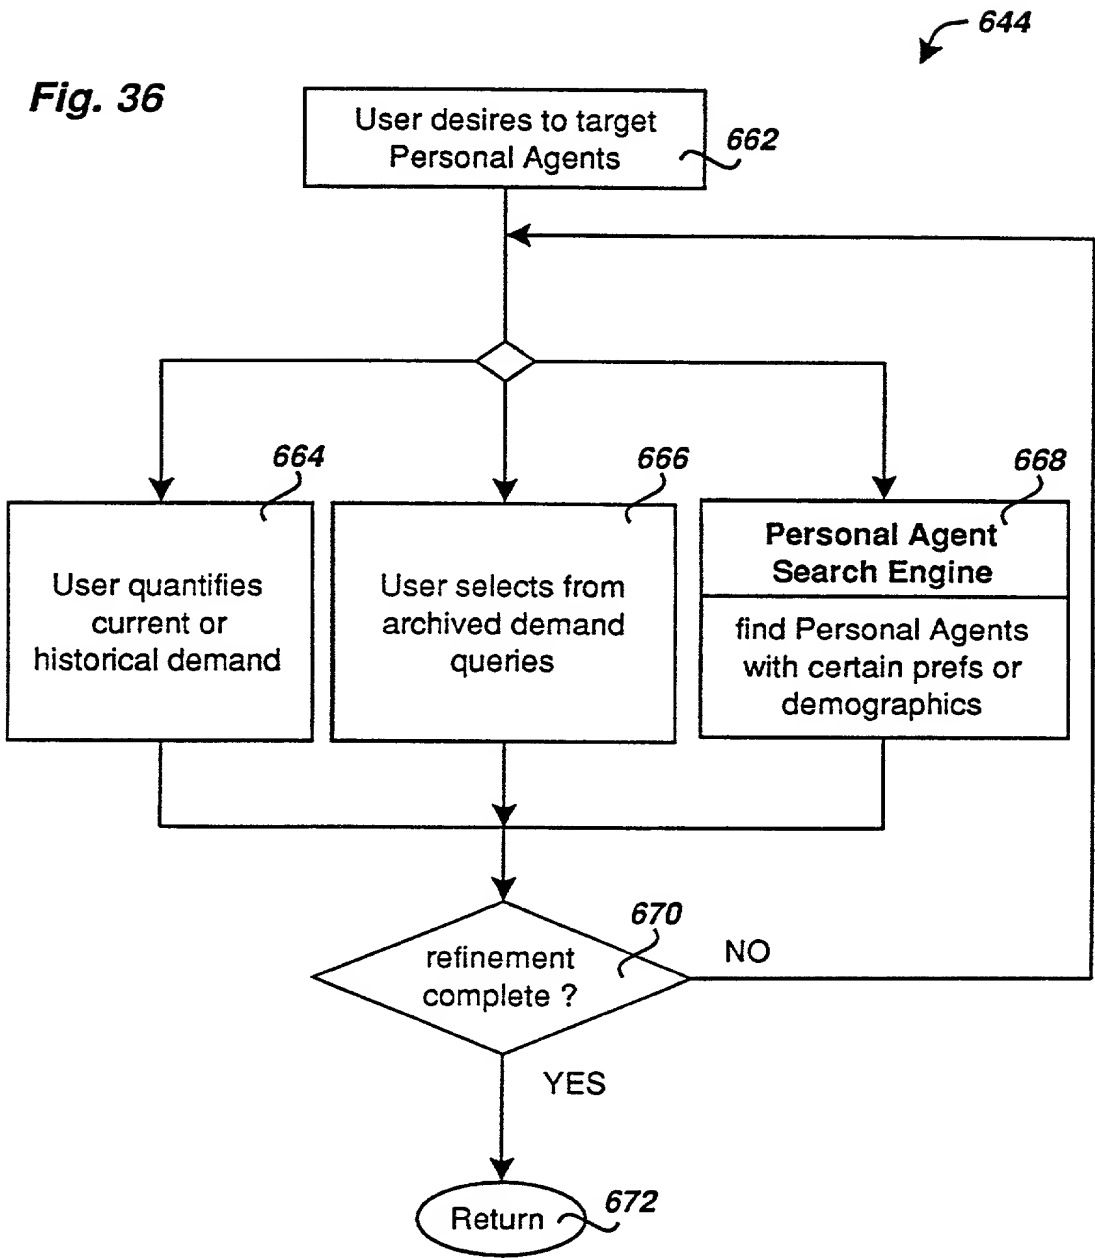 644
Fig. 36
User desires to target
Personal Agents
662
664
666
668
User quantifies
current or
historical demand
User selects from
archived demand
queries
Personal Agent
Search Engine
find Personal Agents
with certain prefs or
demographics
670
refinement
complete ?
NO
YES
Return
672